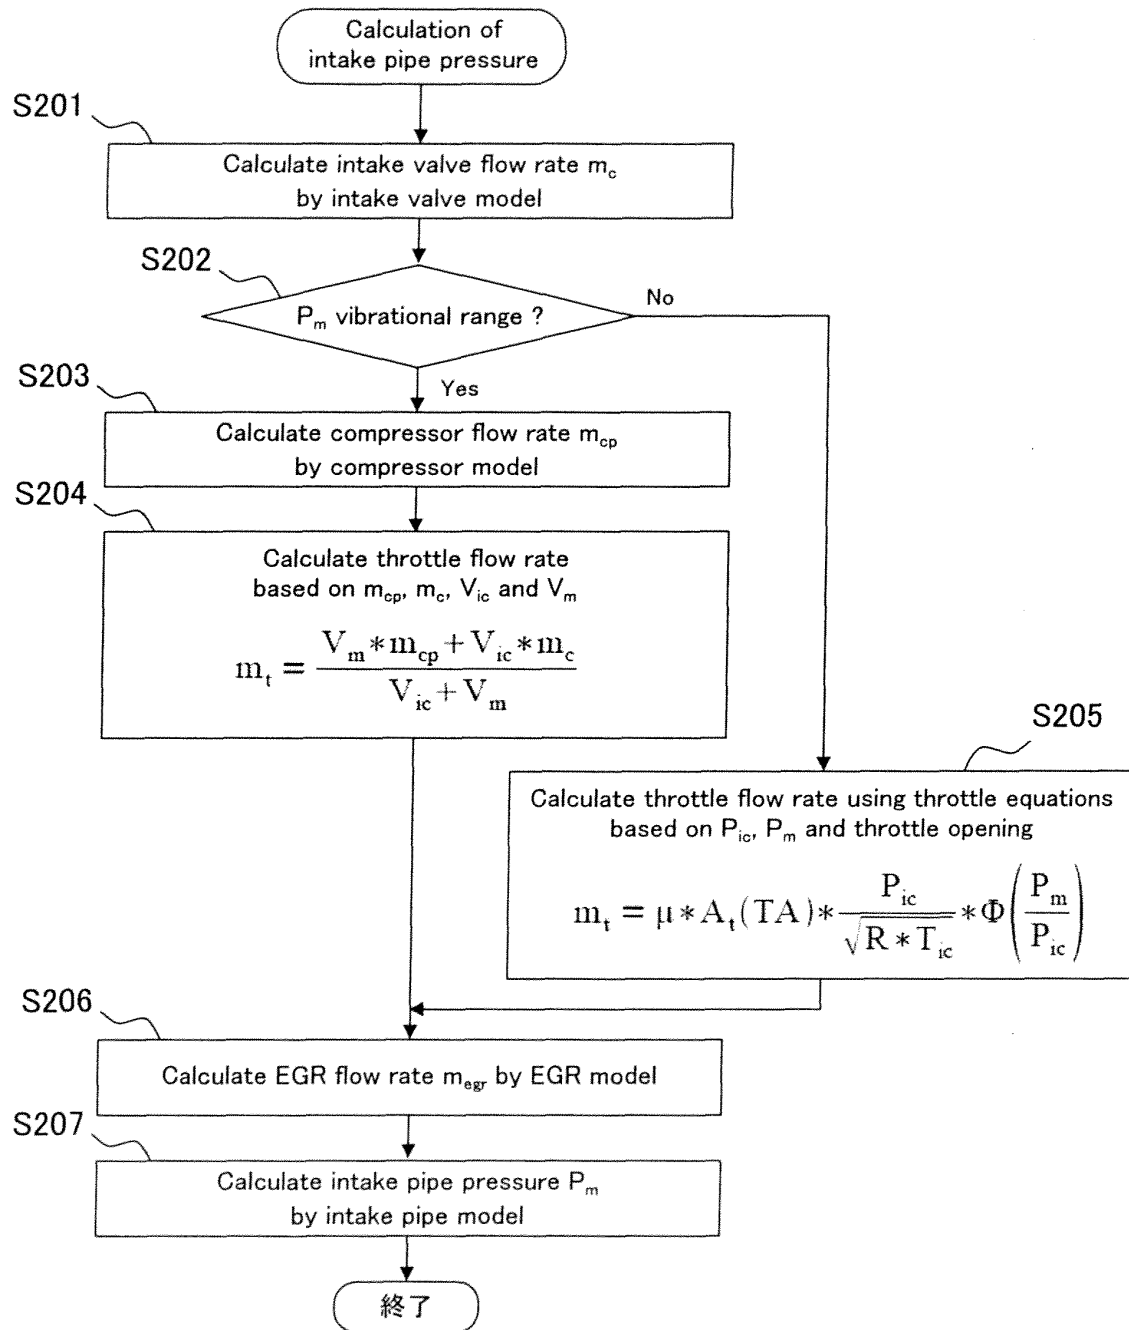 Calculation of
intake pipe pressure
S201
Calculate intake valve flow rate m_c
by intake valve model
S202
P_m vibrational range ?
No
Yes
S203
Calculate compressor flow rate m_cp
by compressor model
S204
Calculate throttle flow rate
based on m_cp, m_c, V_ic and V_m
m_t = (V_m * m_cp + V_ic * m_c) / (V_ic + V_m)
S205
Calculate throttle flow rate using throttle equations
based on P_ic, P_m and throttle opening
m_t = μ * A_t (TA) * P_ic / √(R * T_ic) * Φ (P_m / P_ic)
S206
Calculate EGR flow rate m_egr by EGR model
S207
Calculate intake pipe pressure P_m
by intake pipe model
終了